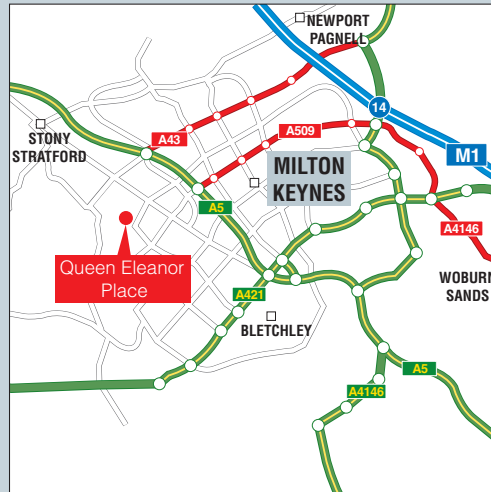 NEWPORT
PAGNELL
14
A43
A509
STONY
STRATFORD
M1
MILTON
KEYNES
A5
A4146
Queen Eleanor
Place
WOBURN
SANDS
A421
BLETCHLEY
A5
A4146